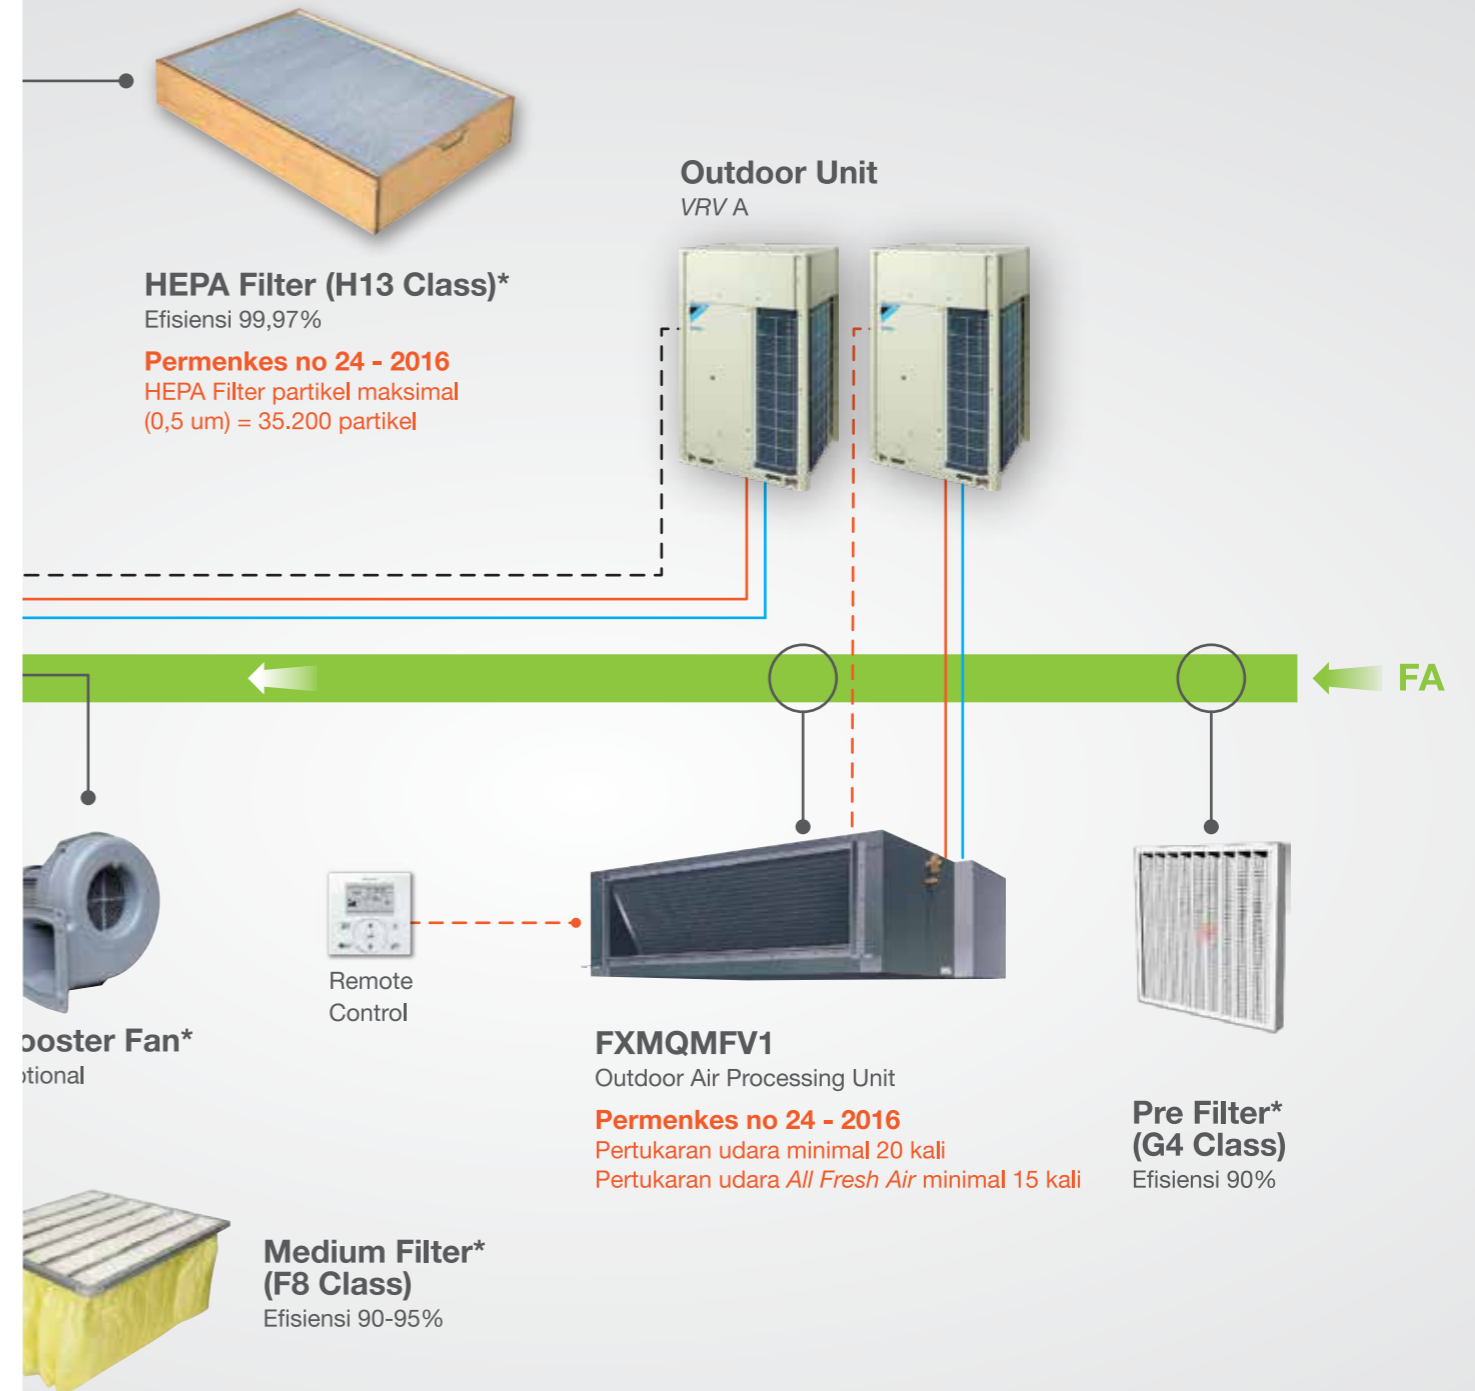 Outdoor Unit
VRV A
HEPA Filter (H13 Class)*
Efisiensi 99,97%
Permenkes no 24 - 2016
HEPA Filter partikel maksimal
(0,5 um) = 35.200 partikel
FA
Remote
Control
ooster Fan*
otional
FXMQMFV1
Outdoor Air Processing Unit
Permenkes no 24 - 2016
Pertukaran udara minimal 20 kali
Pertukaran udara All Fresh Air minimal 15 kali
Pre Filter*
(G4 Class)
Efisiensi 90%
Medium Filter*
(F8 Class)
Efisiensi 90-95%